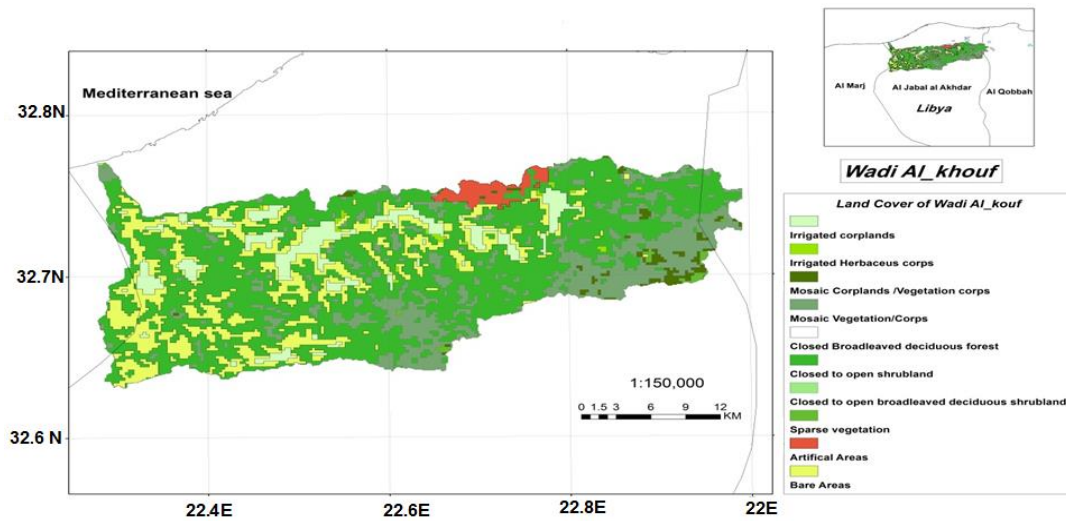 Mediterranean sea
32.8N
32.7N
32.6 N
22.4E
22.6E
22.8E
22E
1:150,000
0 1.5 3 6 9 12
KM
Al Marj
Al Jabal al Akhdar
Al Qobbah
Libya
Wadi Al_khouf
Land Cover of Wadi Al_kouf
Irrigated corplands
Irrigated Herbaceus corps
Mosaic Corplands /Vegetation corps
Mosaic Vegetation/Corps
Closed Broadleaved deciduous forest
Closed to open shrubland
Closed to open broadleaved deciduous shrubland
Sparse vegetation
Artifical Areas
Bare Areas